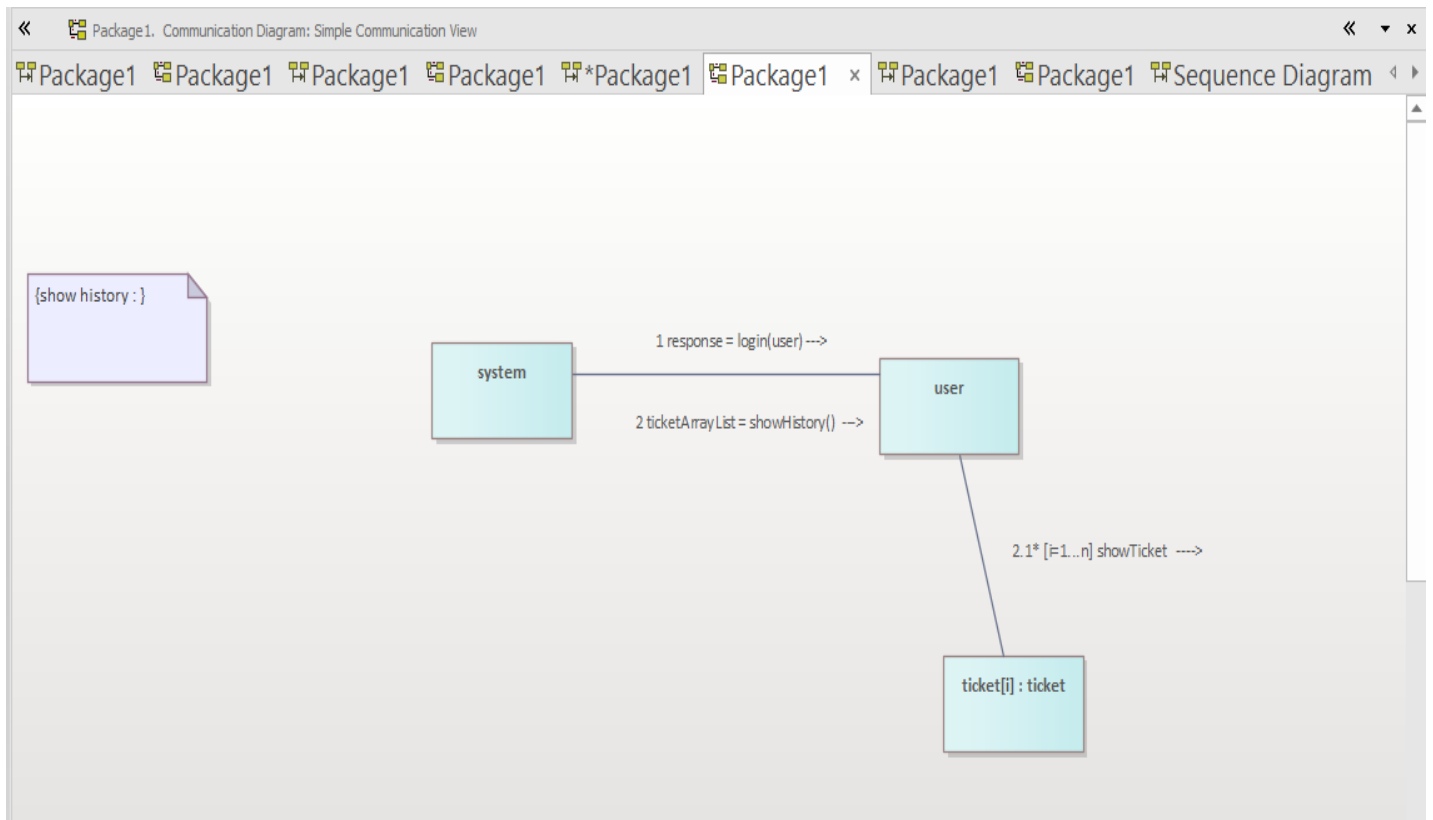 Package1. Communication Diagram: Simple Communication View
Package1 Package1 Package1 Package1 *Package1 Package1 × Package1 Package1 Sequence Diagram
{show history : }
1 response = login(user) --->
system
user
2 ticketArrayList = showHistory() --->
2.1* [i=1...n] showTicket ---->
ticket[i] : ticket